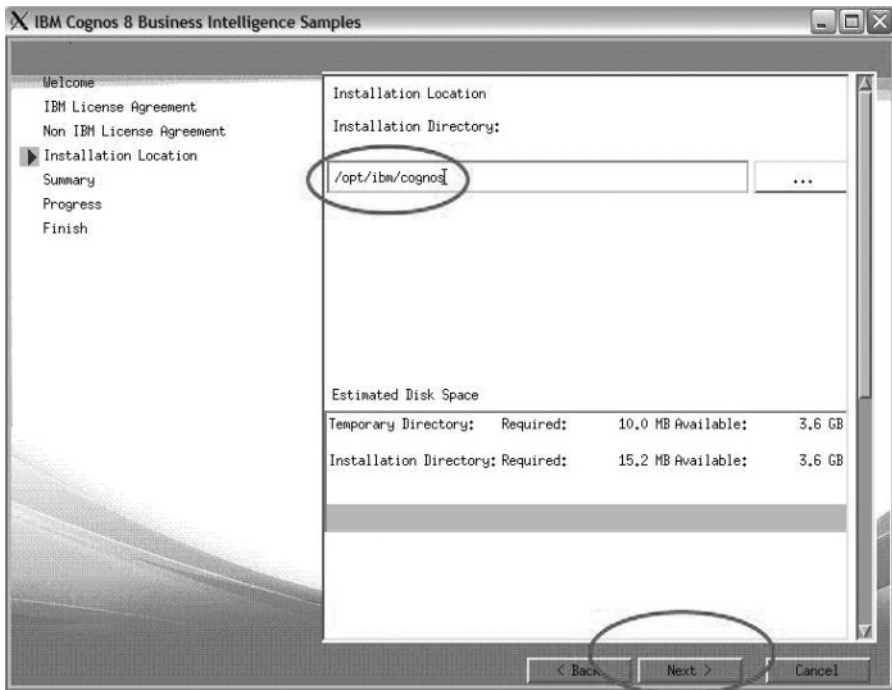 IBM Cognos 8 Business Intelligence Samples
Welcome
IBM License Agreement
Non IBM License Agreement
Installation Location
Summary
Progress
Finish
Installation Location
Installation Directory:
/opt/ibm/cognos
...
Estimated Disk Space
Temporary Directory: Required: 10.0 MB Available: 3.6 GB
Installation Directory: Required: 15.2 MB Available: 3.6 GB
< Back Next > Cancel